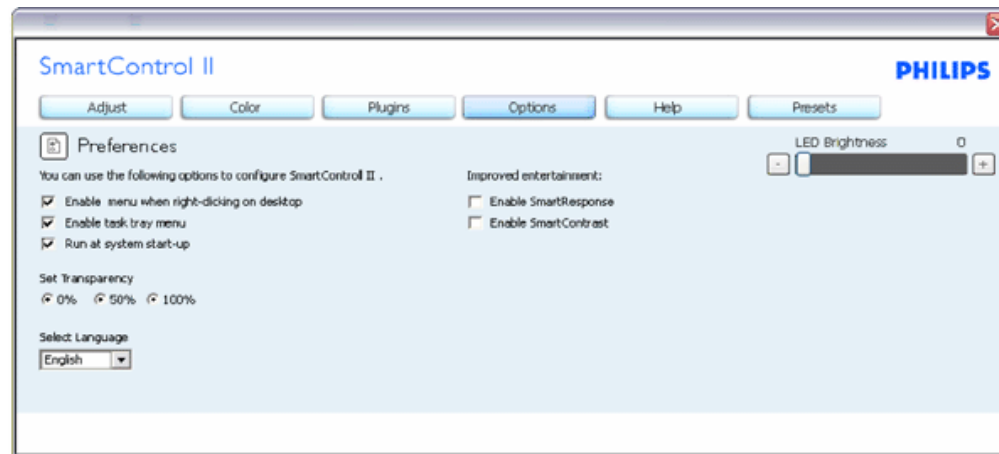 SmartControl II
PHILIPS
Adjust Color Plugins Options Help Presets
Preferences
LED Brightness 0
- +
You can use the following options to configure SmartControl II .
Enable menu when right-clicking on desktop
Enable task tray menu
Run at system start-up
Improved entertainment:
Enable SmartResponse
Enable SmartContrast
Set Transparency
0% 50% 100%
Select Language
English